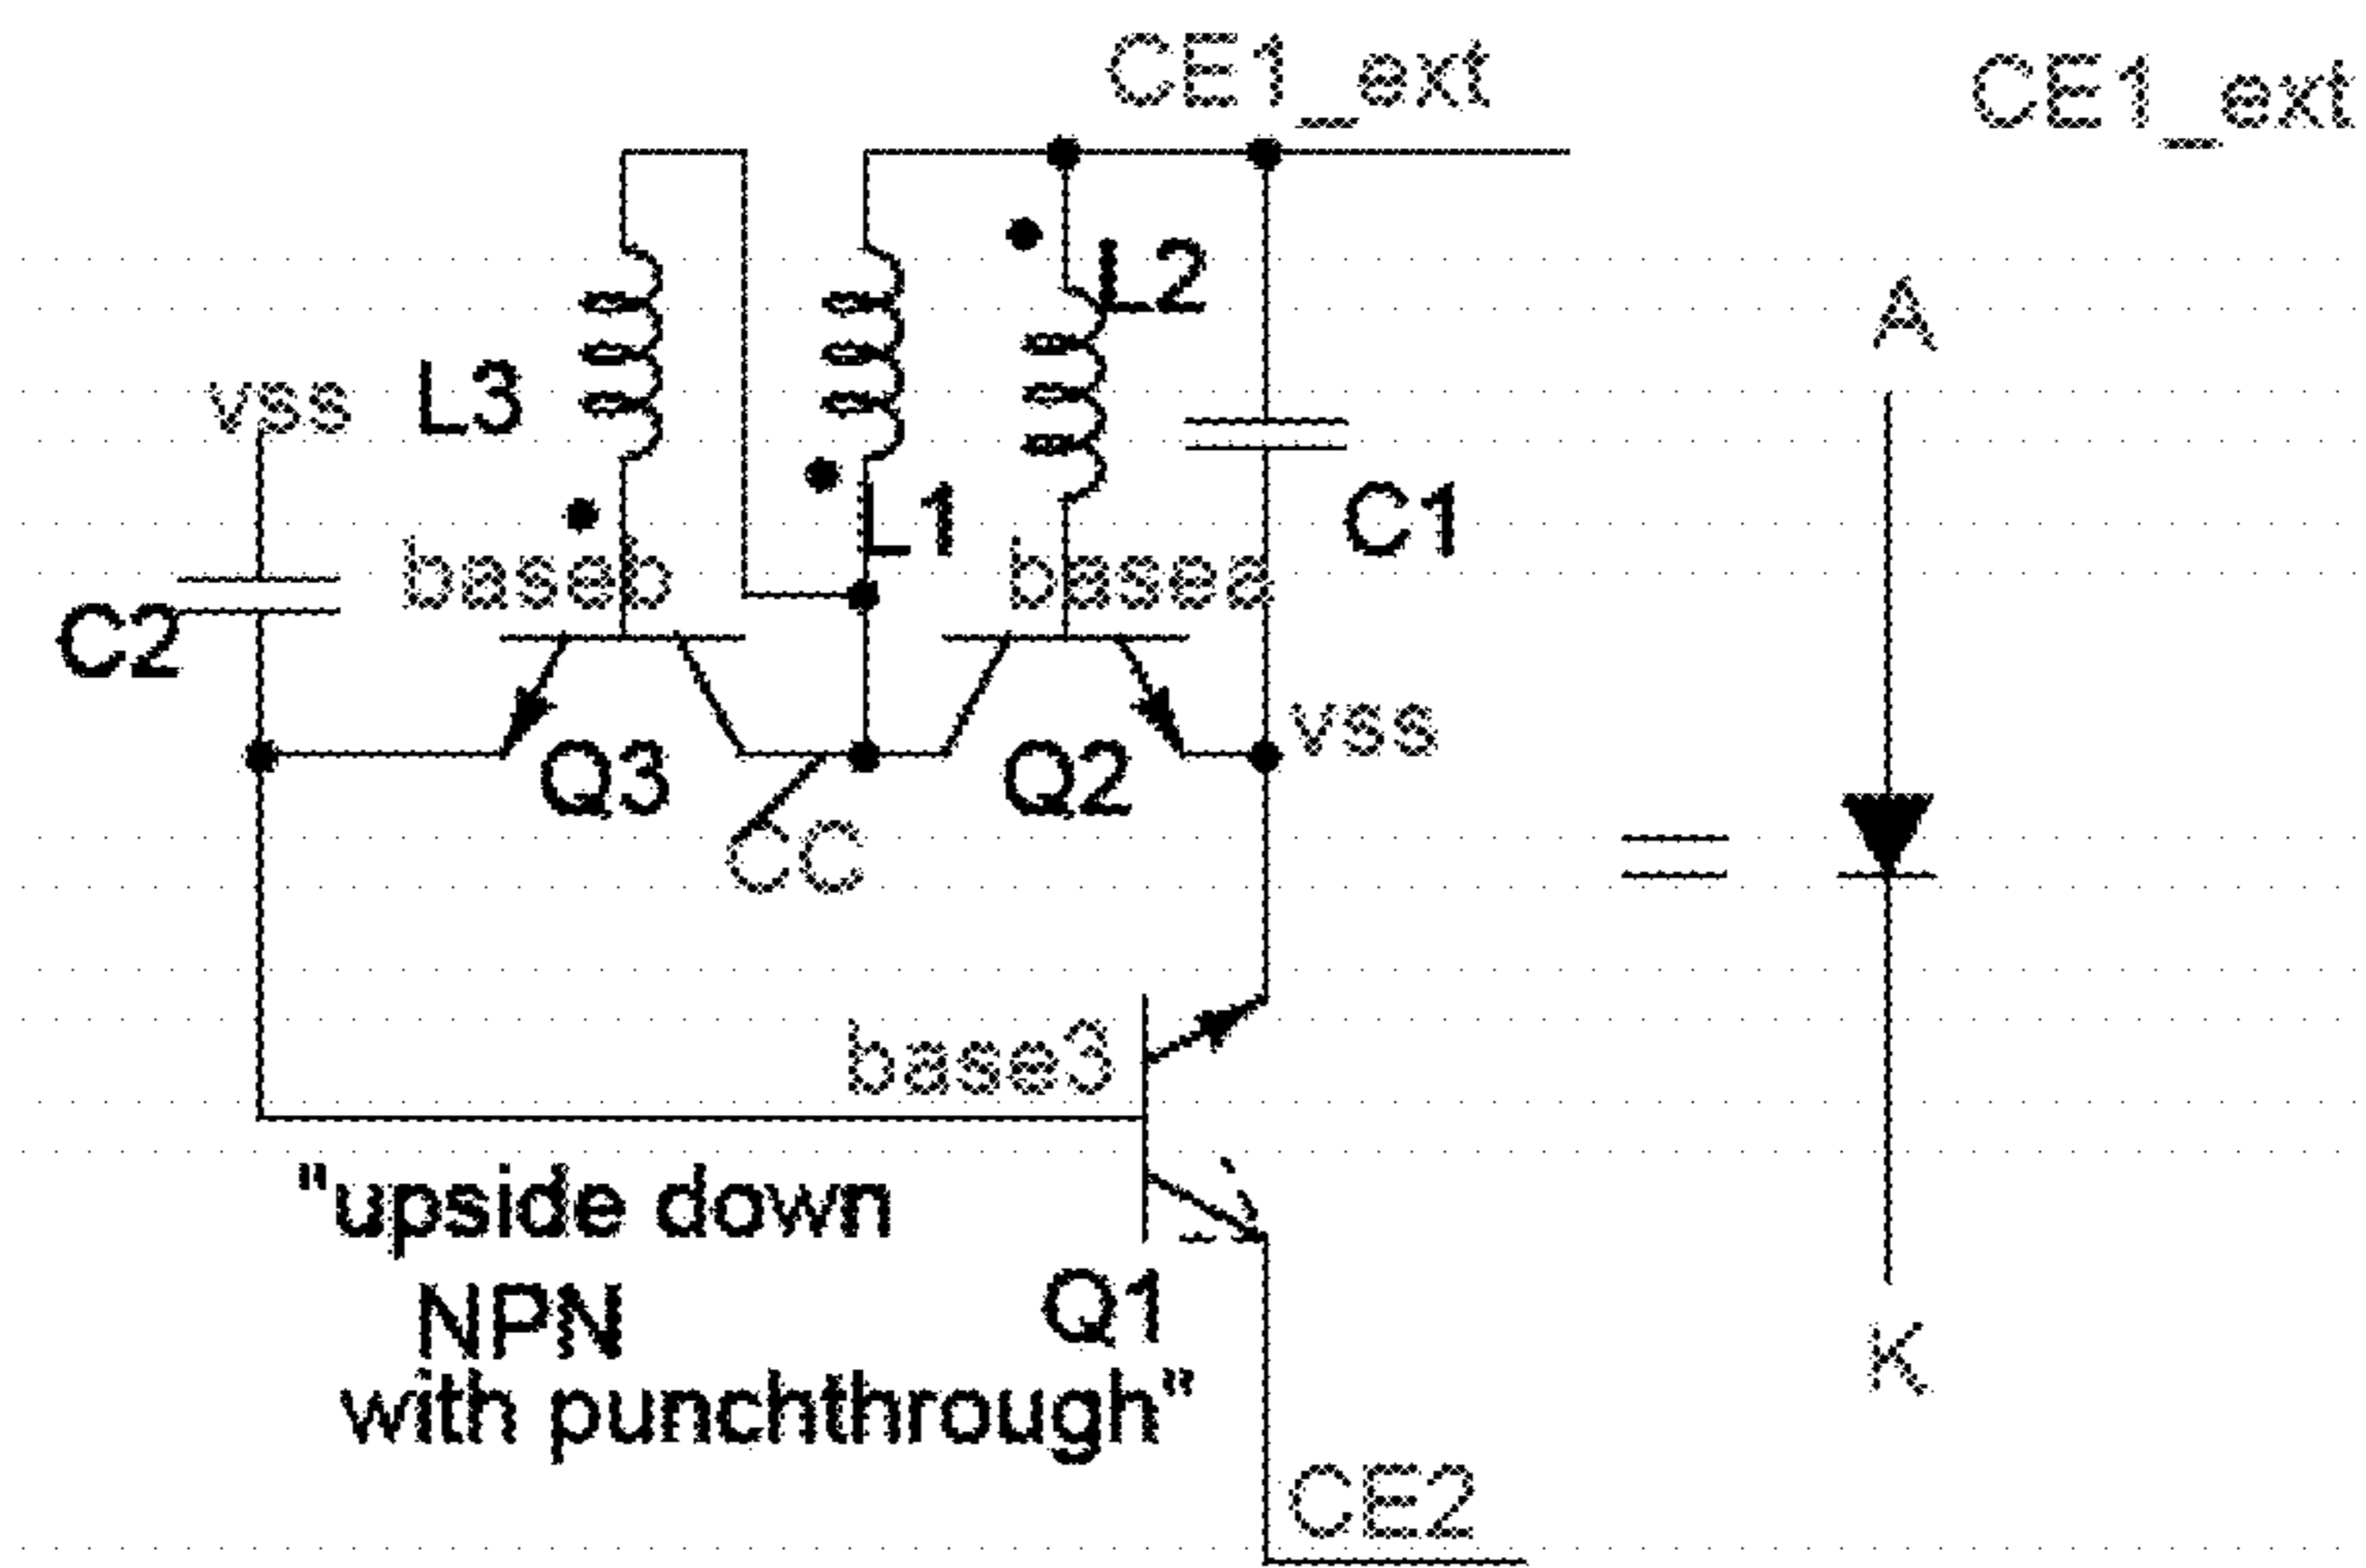 CE1_ext
CE1_ext
L2
A
vss
L3
C1
L1
baseb
basea
C2
vss
Q3
Q2
CC
=
base3
"upside down
NPN
with punchthrough"
Q1
K
CE2